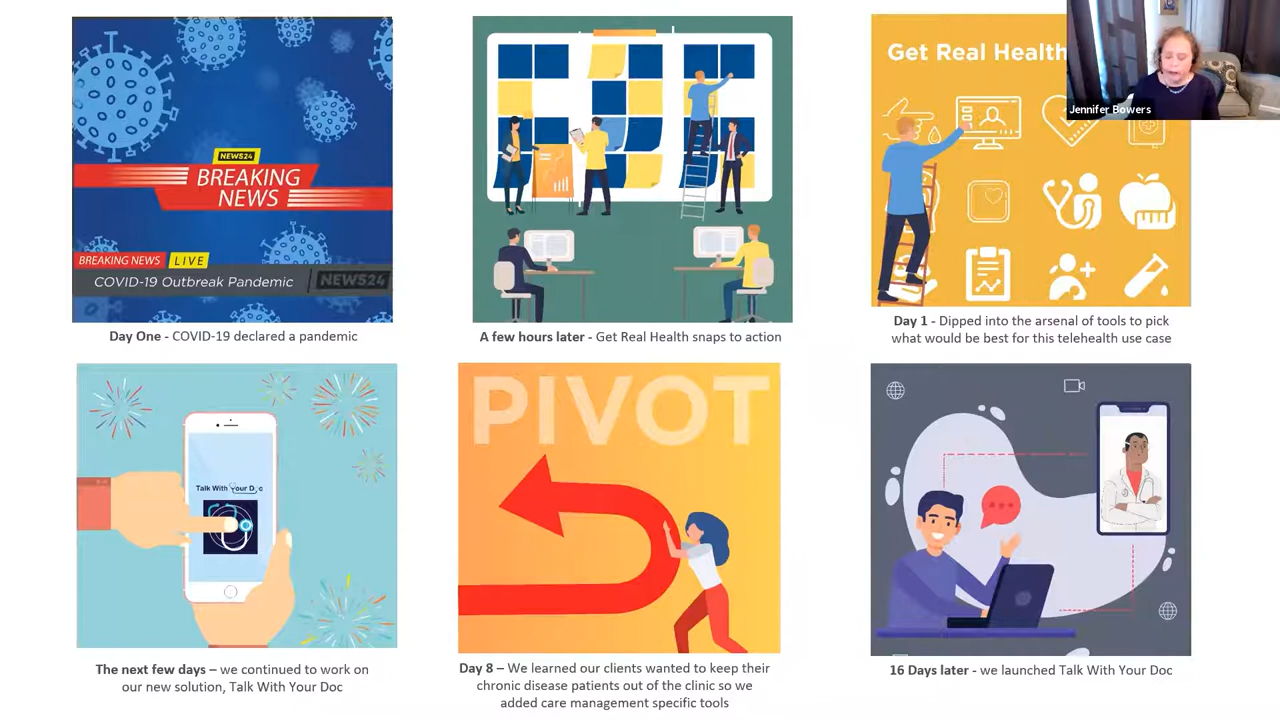 NEWS24
BREAKING
NEWS
BREAKING NEWS LIVE
COVID-19 Outbreak Pandemic NEWS24
Day One - COVID-19 declared a pandemic
A few hours later - Get Real Health snaps to action
Get Real Health
Jennifer Bowers
Day 1 - Dipped into the arsenal of tools to pick
what would be best for this telehealth use case
Talk With Your Doc
The next few days – we continued to work on
our new solution, Talk With Your Doc
PIVOT
Day 8 – We learned our clients wanted to keep their
chronic disease patients out of the clinic so we
added care management specific tools
16 Days later - we launched Talk With Your Doc